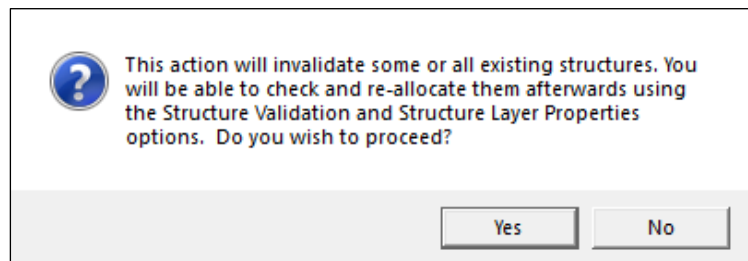 This action will invalidate some or all existing structures. You
will be able to check and re-allocate them afterwards using
the Structure Validation and Structure Layer Properties
options.  Do you wish to proceed?
Yes
No